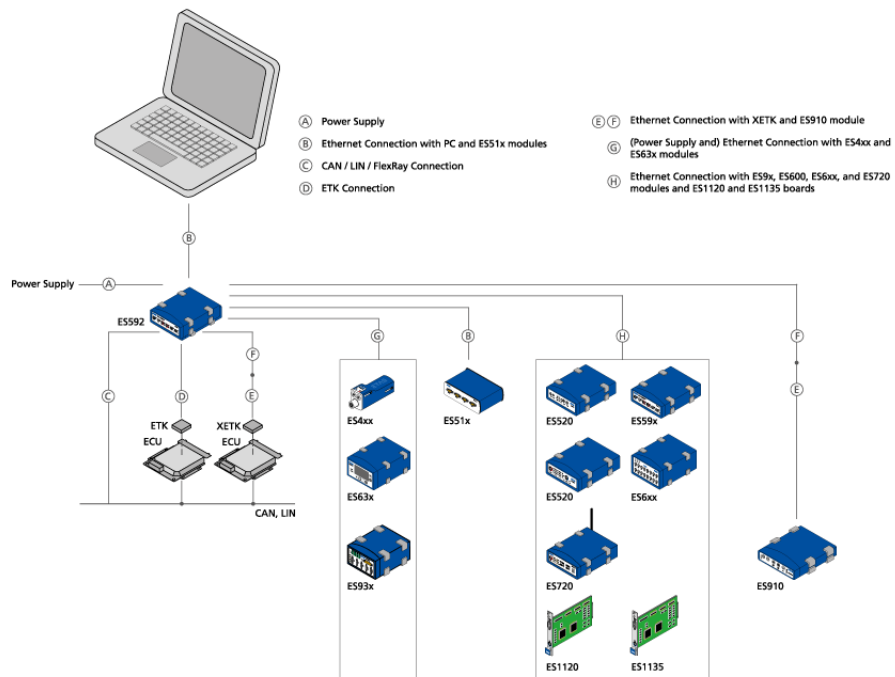 A Power Supply
B Ethernet Connection with PC and ES51x modules
C CAN / LIN / FlexRay Connection
D ETK Connection
E F Ethernet Connection with XETK and ES910 module
G (Power Supply and) Ethernet Connection with ES4xx and
ES63x modules
H Ethernet Connection with ES9x, ES600, ES6xx, and ES720
modules and ES1120 and ES1135 boards
B
Power Supply A
ES592
F
G
B
H
F
C
D
E
E
ETK
ECU
XETK
ECU
CAN, LIN
ES4xx
ES63x
ES93x
ES51x
ES520
ES59x
ES520
ES6xx
ES720
ES910
ES1120
ES1135